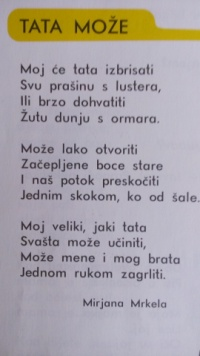 TATA MOŽE
Moj će tata izbrisati
Svu prašinu s lustera,
Ili brzo dohvatiti
Žutu dunju s ormara.
Može lako otvoriti
Začepljene boce stare
I naš potok preskočiti
Jednim skokom, ko od šale.
Moj veliki, jaki tata
Svašta može učiniti,
Može mene i mog brata
Jednom rukom zagrliti.
Mirjana Mrkela